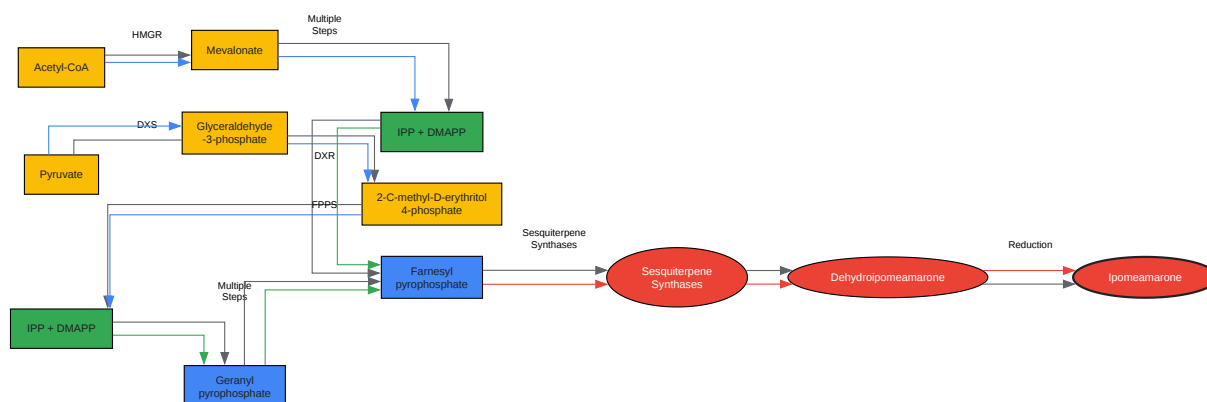 Multiple
Steps
HMGR
Mevalonate
Acetyl-CoA
DXS
Glyceraldehyde
-3-phosphate
IPP + DMAPP
DXR
Pyruvate
2-C-methyl-D-erythritol
4-phosphate
FPPS
Sesquiterpene
Synthases
Reduction
Farnesyl
pyrophosphate
Sesquiterpene
Synthases
Dehydroipomeamarone
Ipomeamarone
Multiple
Steps
IPP + DMAPP
Geranyl
pyrophosphate